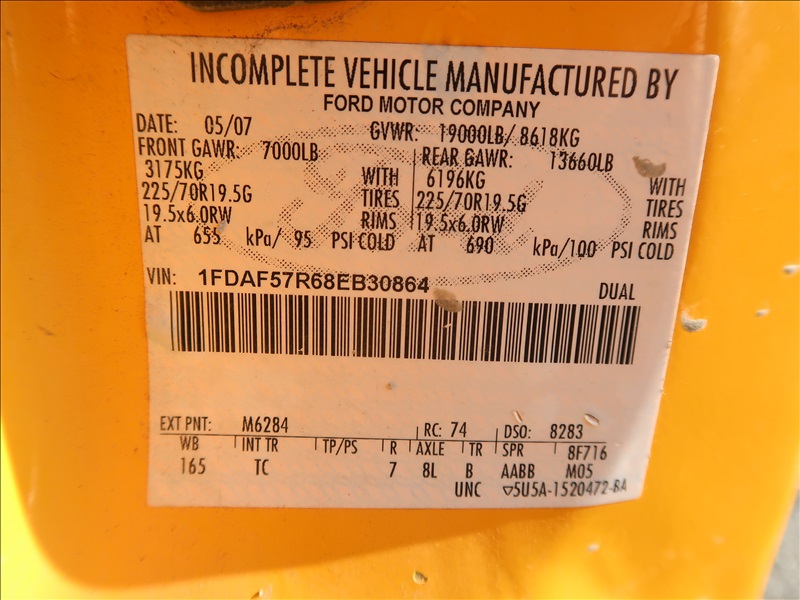 INCOMPLETE VEHICLE MANUFACTURED BY
FORD MOTOR COMPANY
DATE: 05/07 GVWR: 19000LB/ 8618KG
FRONT GAWR: 7000LB REAR GAWR: 13660LB
3175KG WITH 6196KG WITH
225/70R19.5G TIRES 225/70R19.5G TIRES
19.5x6.0RW RIMS 19.5x6.0RW RIMS
AT 655 kPa/ 95 PSI COLD AT 690 kPa/100 PSI COLD
VIN: 1FDAF57R68EB30864 DUAL
EXT PNT: M6284 RC: 74 DSO: 8283
WB INT TR TP/PS R AXLE TR SPR 8F716
165 TC 7 8L B AABB M05
UNC ▽5U5A-1520472-BA